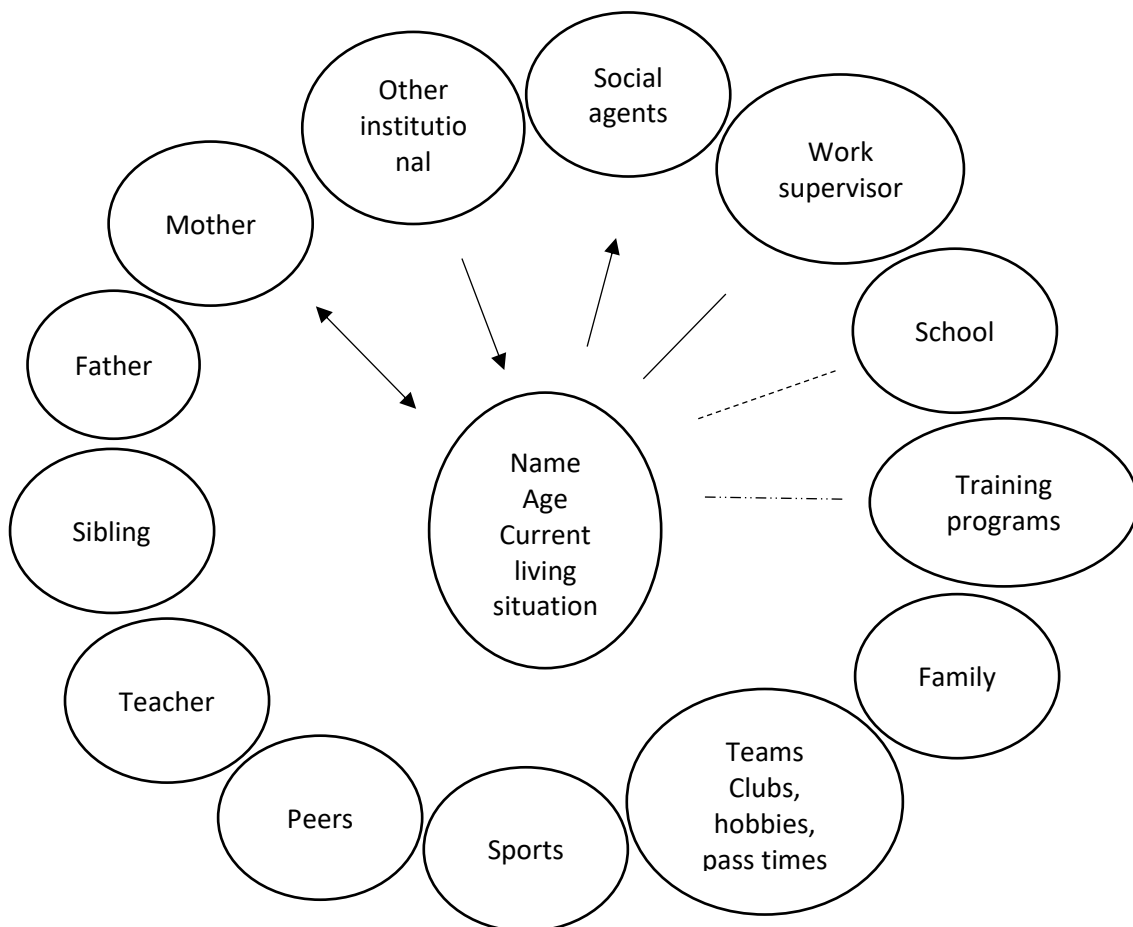 Other
institutio
nal
Social
agents
Work
supervisor
Mother
School
Father
Name
Age
Current
living
situation
Training
programs
Sibling
Family
Teacher
Teams
Clubs,
hobbies,
pass times
Peers
Sports